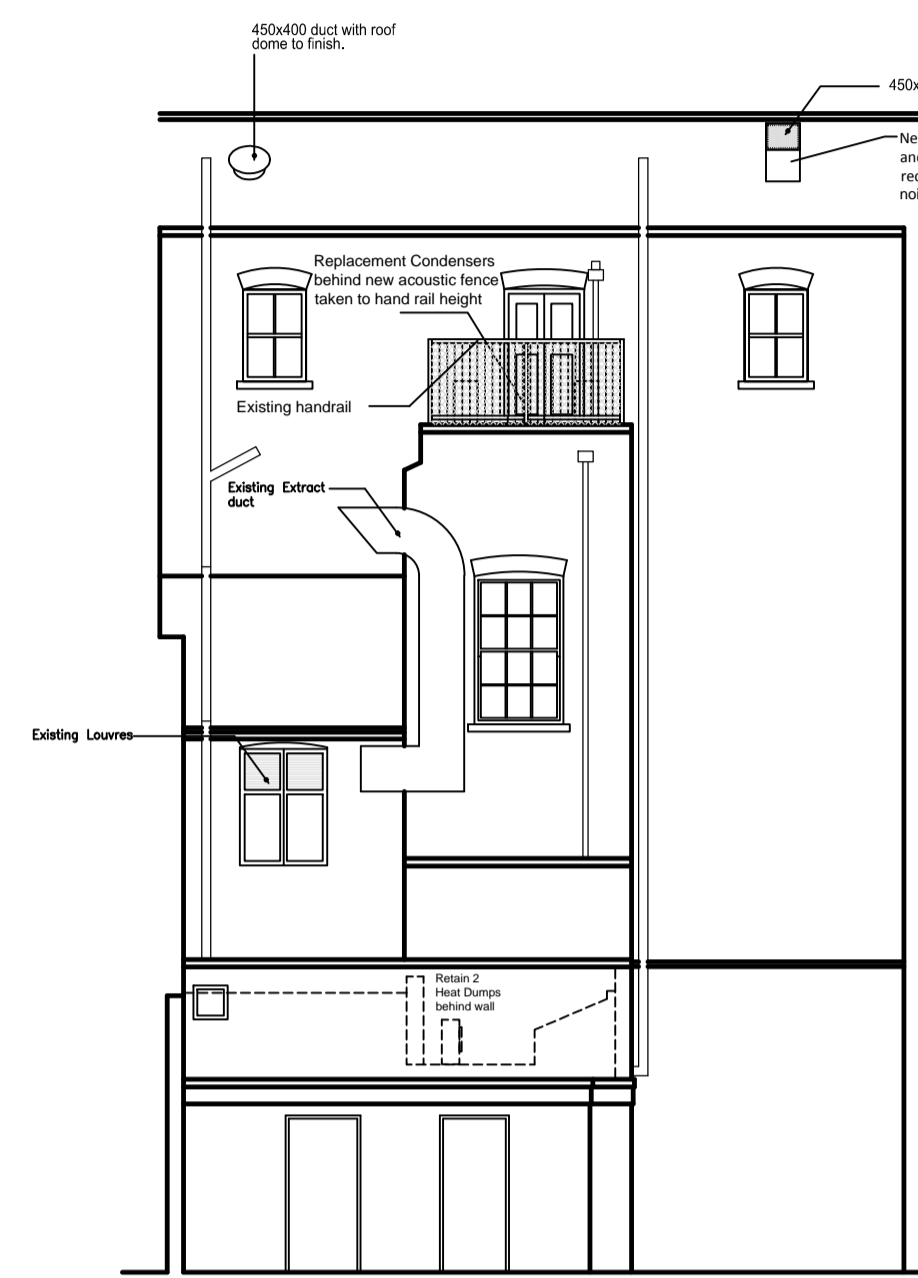 450x400 duct with roof
dome to finish.
450x
Ne
and
rec
noi
Replacement Condensers
behind new acoustic fence
taken to hand rail height
Existing handrail
Existing Extract
duct
Existing Louvres
Retain 2
Heat Dumps
behind wall